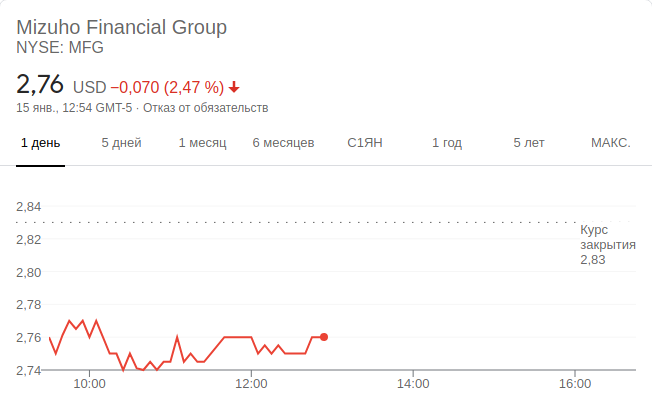 Mizuho Financial Group
NYSE: MFG
2,76 USD −0,070 (2,47 %)
15 янв., 12:54 GMT-5 · Отказ от обязательств
1 день 5 дней 1 месяц 6 месяцев С1ЯН 1 год 5 лет МАКС.
2,84
Курс
2,82
закрытия
2,83
2,80
2,78
2,76
2,74
10:00 12:00 14:00 16:00